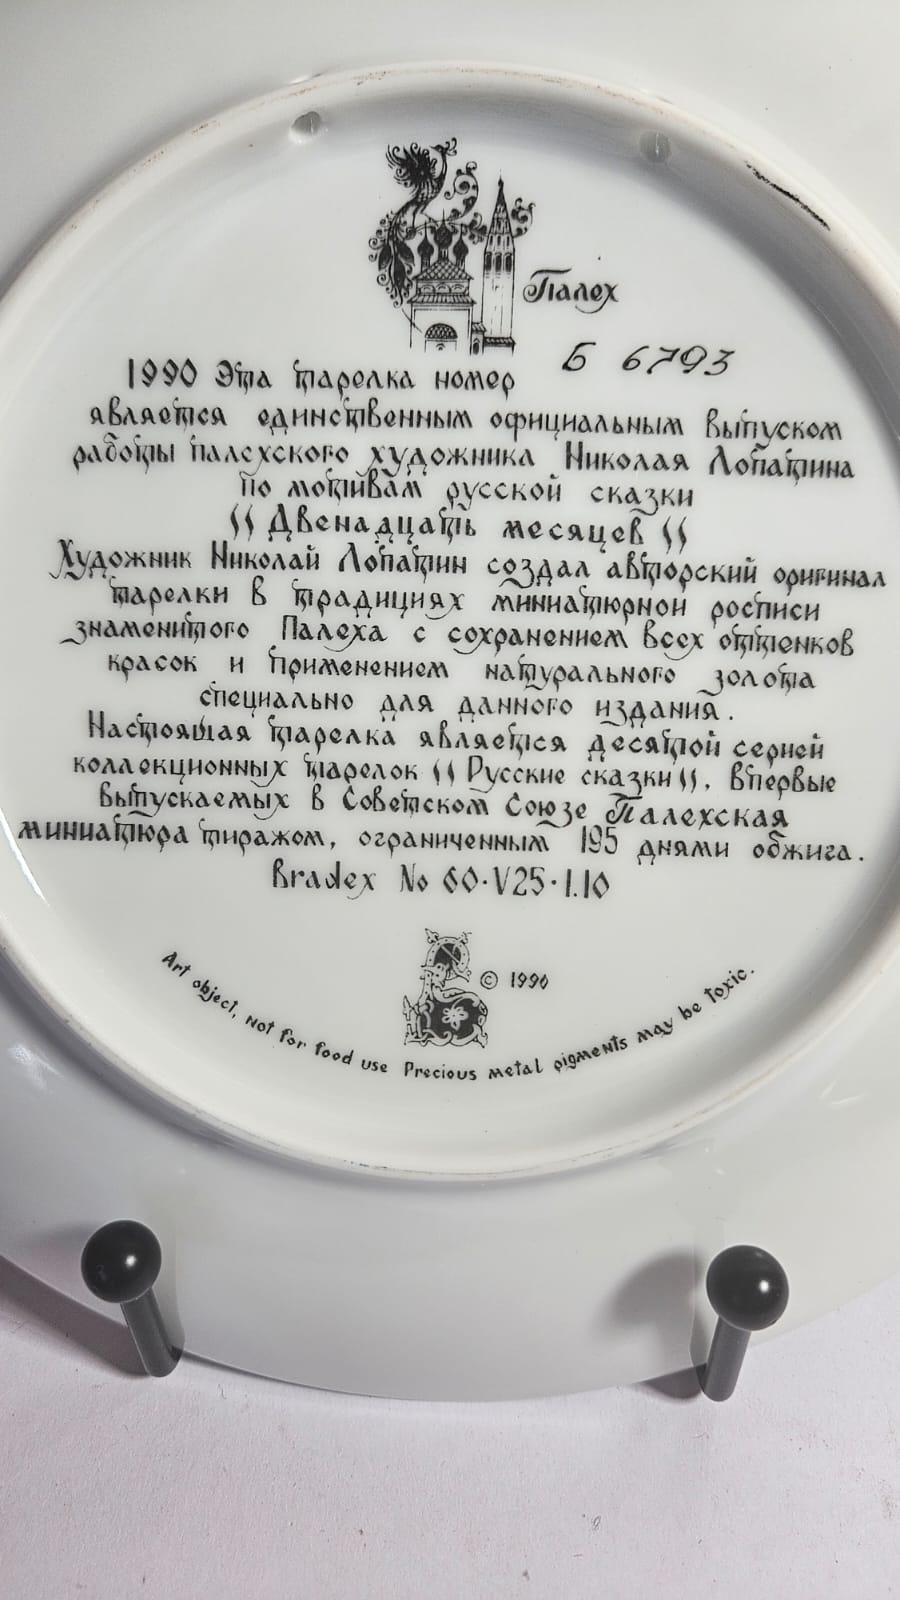 Палех
Б 6793
1990 Эта тарелка номер
является единственным официальным выпуском
работы палехского художника Николая Лопатина
по мотивам русской сказки
"Двенадцать месяцев"
Художник Николай Лопатин создал авторский оригинал
тарелки в традициях миниатюрной росписи
знаменитого Палеха с сохранением всех оттенков
красок и применением натурального золота
специально для данного издания.
Настоящая тарелка является десятой серией
коллекционных тарелок "Русские сказки". Впервые
выпускаемых в Советском Союзе Палехская
миниатюра тиражом, ограниченным 195 днями обжига.
Bradex No 60·V25·1.10
© 1990
Art object, not for food use Precious metal pigments may be toxic.